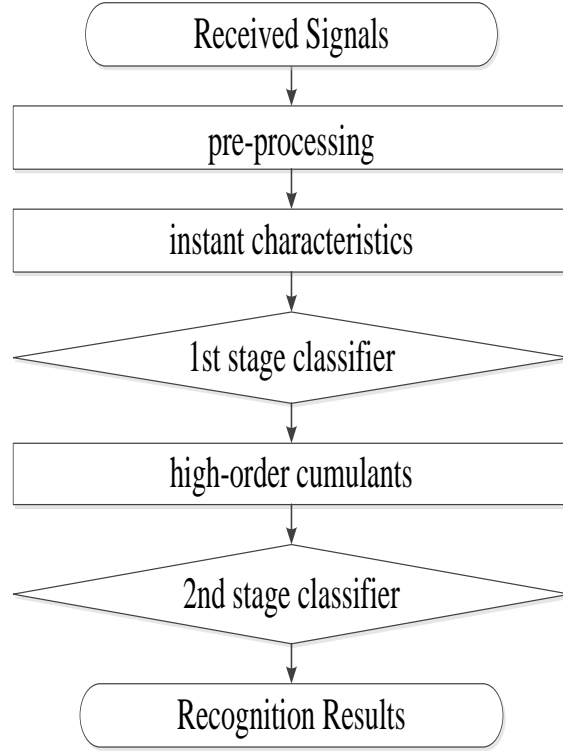 Received Signals
pre-processing
instant characteristics
1st stage classifier
high-order cumulants
2nd stage classifier
Recognition Results